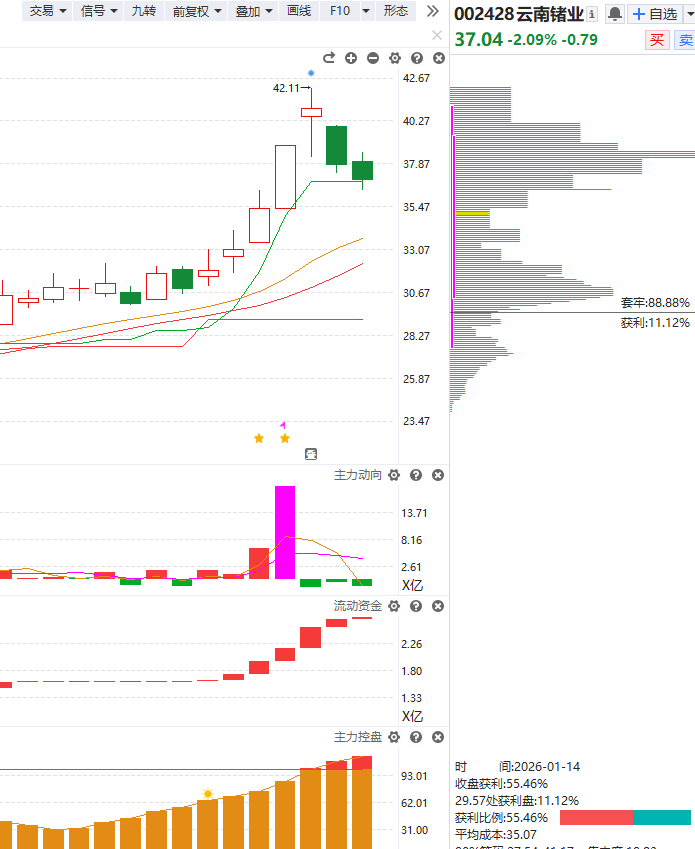 交易 信号 九转 前复权 叠加 画线 F10 形态
002428 云南锗业
37.04 -2.09% -0.79
自选
买 卖
42.67
42.11
40.27
37.87
35.47
33.07
30.67
28.27
25.87
23.47
套牢:88.88%
获利:11.12%
主力动向
13.71
8.16
2.61
X亿
流动资金
2.26
1.80
1.33
X亿
主力控盘
93.01
62.01
31.00
时 间:2026-01-14
收盘获利:55.46%
29.57处获利盘:11.12%
获利比例:55.46%
平均成本:35.07